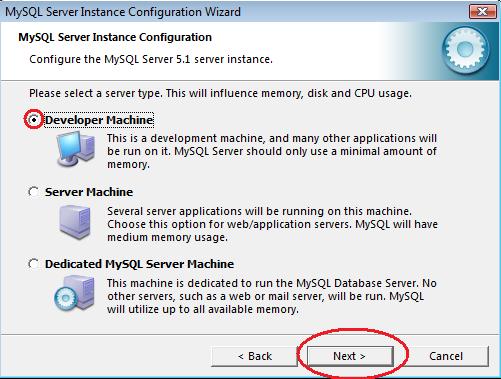 MySQL Server Instance Configuration Wizard
MySQL Server Instance Configuration
Configure the MySQL Server 5.1 server instance.
Please select a server type. This will influence memory, disk and CPU usage.
Developer Machine
This is a development machine, and many other applications will
be run on it. MySQL Server should only use a minimal amount of
memory.
Server Machine
Several server applications will be running on this machine.
Choose this option for web/application servers. MySQL will have
medium memory usage.
Dedicated MySQL Server Machine
This machine is dedicated to run the MySQL Database Server. No
other servers, such as a web or mail server, will be run. MySQL
will utilize up to all available memory.
< Back Next > Cancel